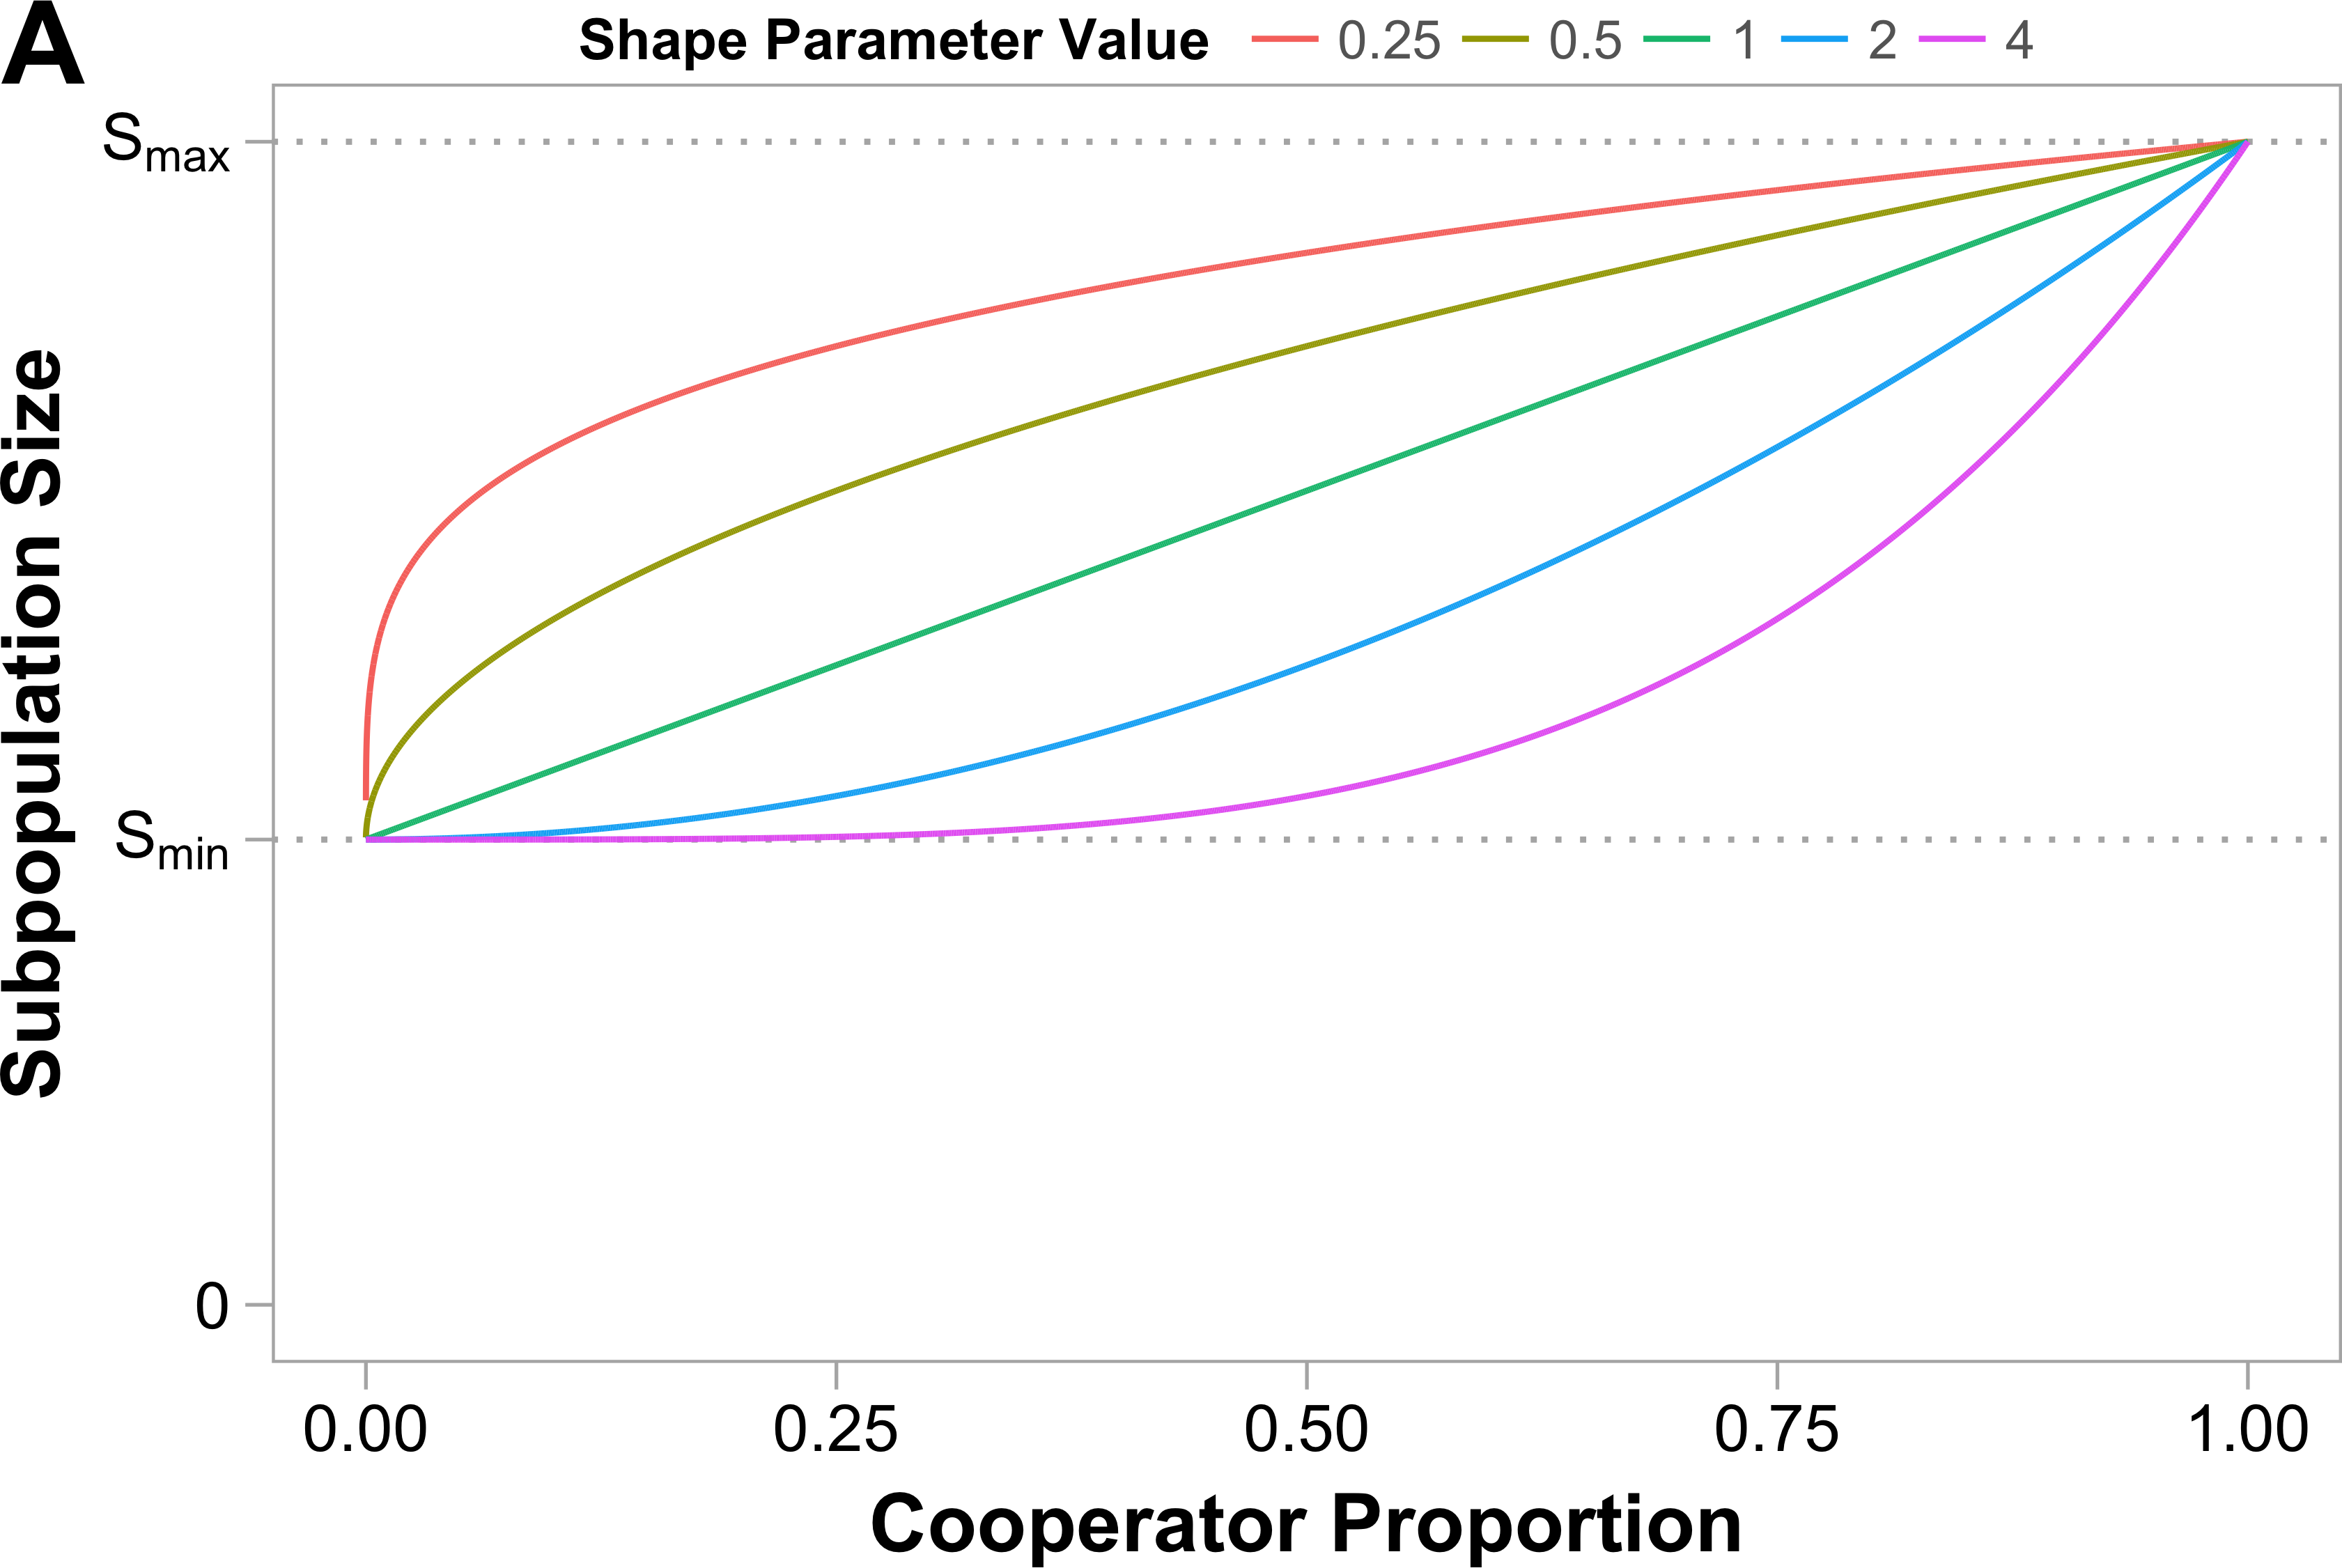 A
Shape Parameter Value 0.25 0.5 1 2 4
Smax
Smin
0
Subpopulation Size
0.00 0.25 0.50 0.75 1.00
Cooperator Proportion